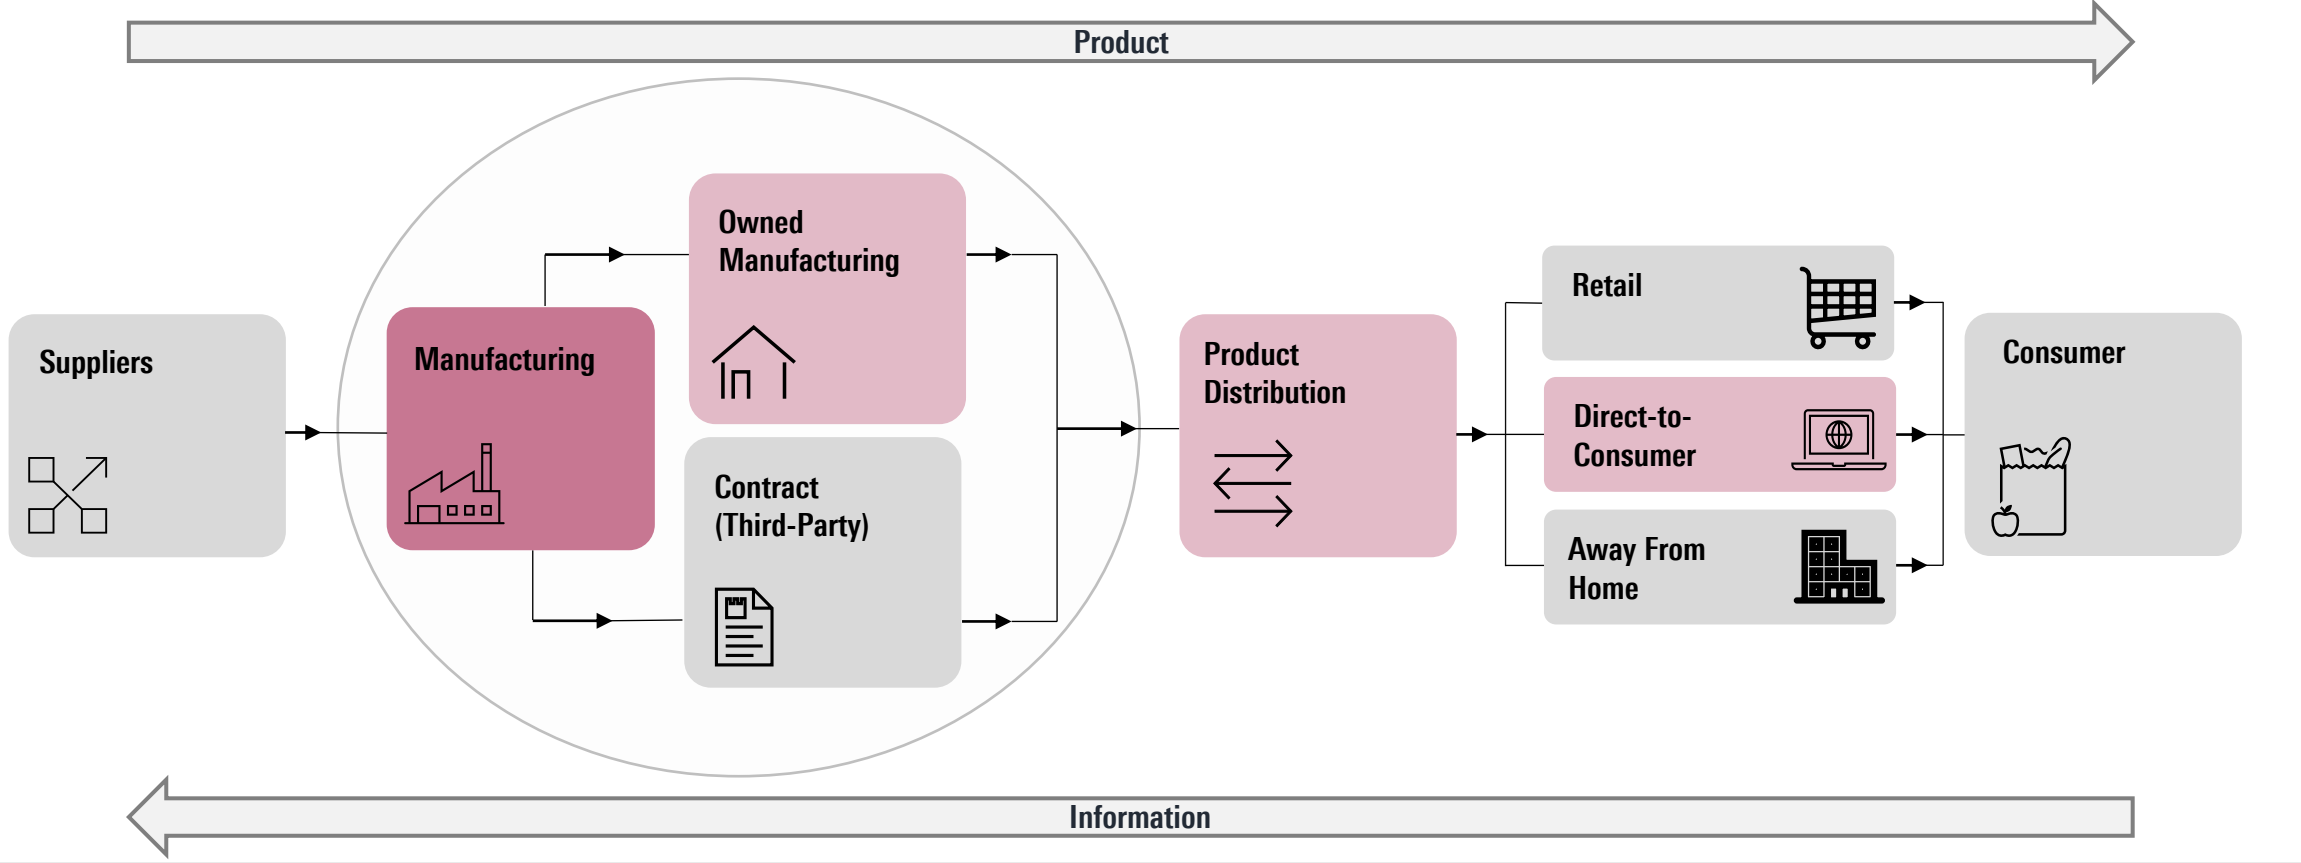 Product
Suppliers
Manufacturing
Owned
Manufacturing
Contract
(Third-Party)
Product
Distribution
Retail
Direct-to-
Consumer
Away From
Home
Consumer
Information